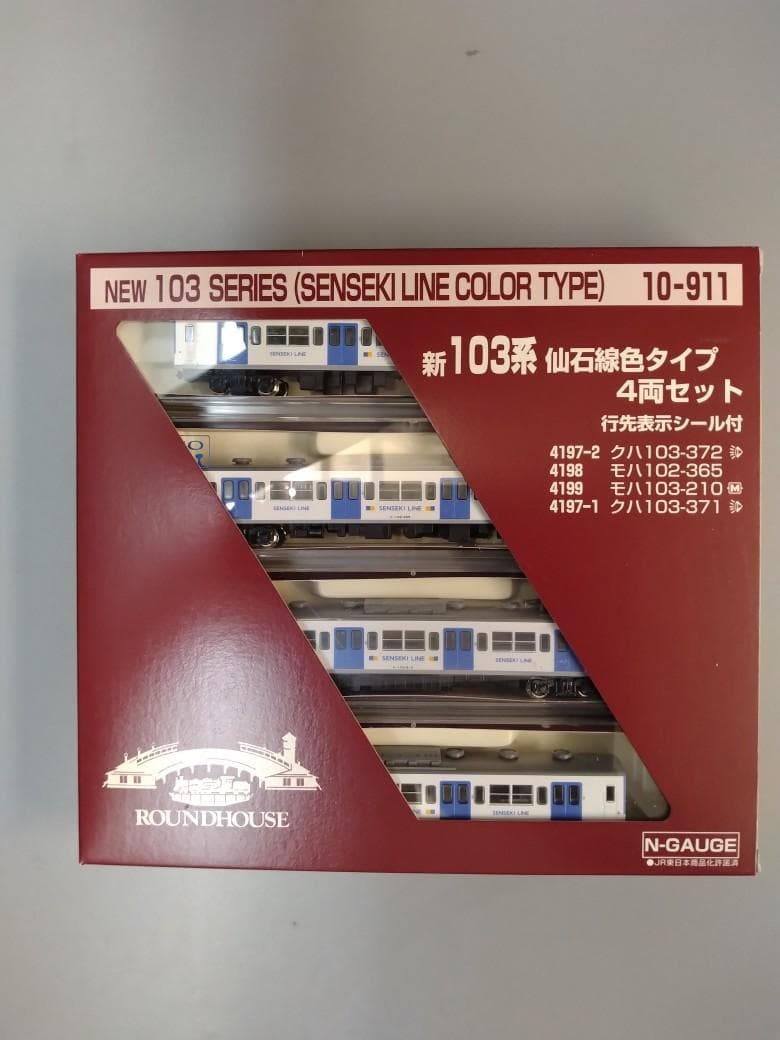 NEW 103 SERIES (SENSEKI LINE COLOR TYPE) 10-911
新103系 仙石線色タイプ
4両セット
行先表示シール付
4197-2 クハ103-372
4198 モハ102-365
4199 モハ103-210 M
4197-1 クハ103-371
SENSEKI LINE
SENSEKI LINE
SENSEKI LINE
SENSEKI LINE
SENSEKI LINE
SENSEKI LINE
ROUNDHOUSE
N-GAUGE
●JR東日本商品化許諾済